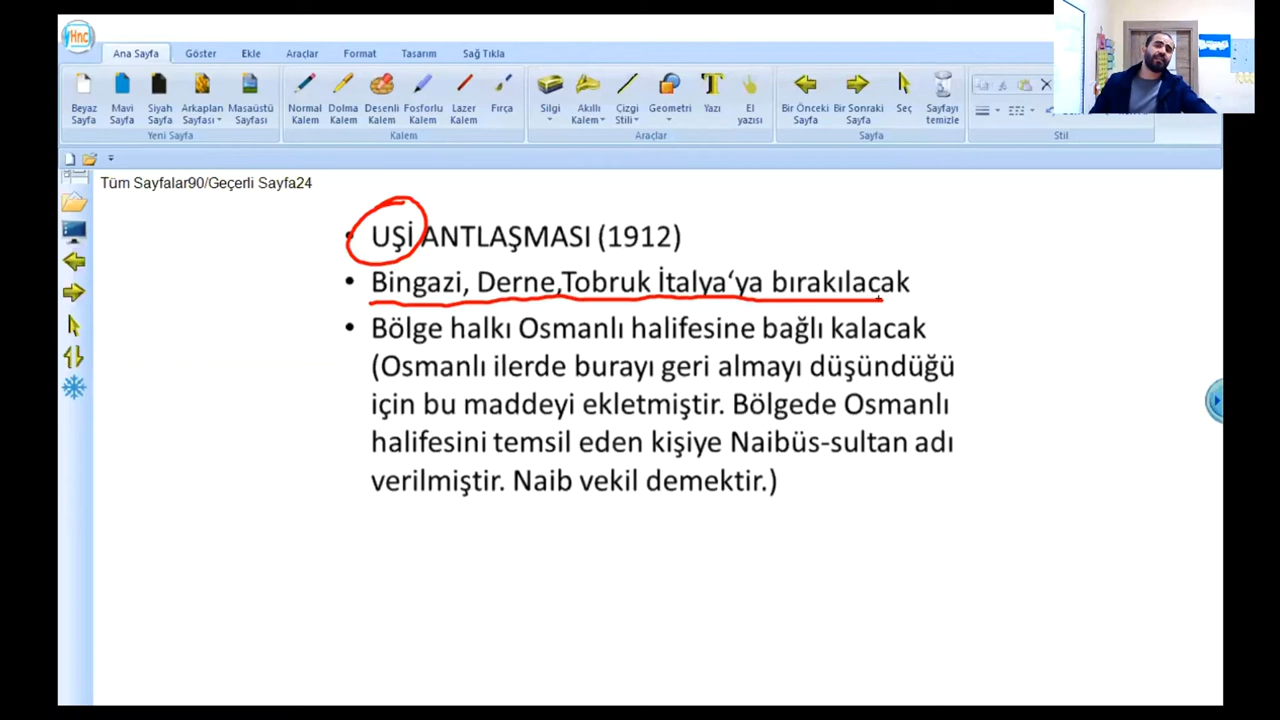 Hnc
Ana Sayfa Göster Ekle Araçlar Format Tasarım Sağ Tıkla
Beyaz Sayfa Mavi Sayfa Siyah Sayfa Arkaplan Sayfası Masaüstü Sayfası Normal Kalem Dolma Kalem Desenli Kalem Fosforlu Kalem Lazer Kalem Fırça Silgi Akıllı Kalem Çizgi Stili Geometri Yazı El yazısı Bir Önceki Sayfa Bir Sonraki Sayfa Seç Sayfayı temizle
Yeni Sayfa Kalem Araçlar Sayfa Stil
Tüm Sayfalar90/Geçerli Sayfa24
• UŞİ ANTLAŞMASI (1912)
• Bingazi, Derne,Tobruk İtalya‘ya bırakılacak
• Bölge halkı Osmanlı halifesine bağlı kalacak
(Osmanlı ilerde burayı geri almayı düşündüğü
için bu maddeyi ekletmiştir. Bölgede Osmanlı
halifesini temsil eden kişiye Naibüs-sultan adı
verilmiştir. Naib vekil demektir.)